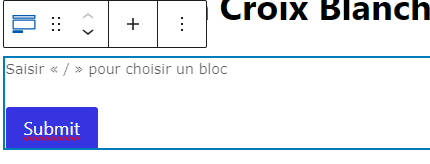 Croix Blanch
Saisir « / » pour choisir un bloc
Submit